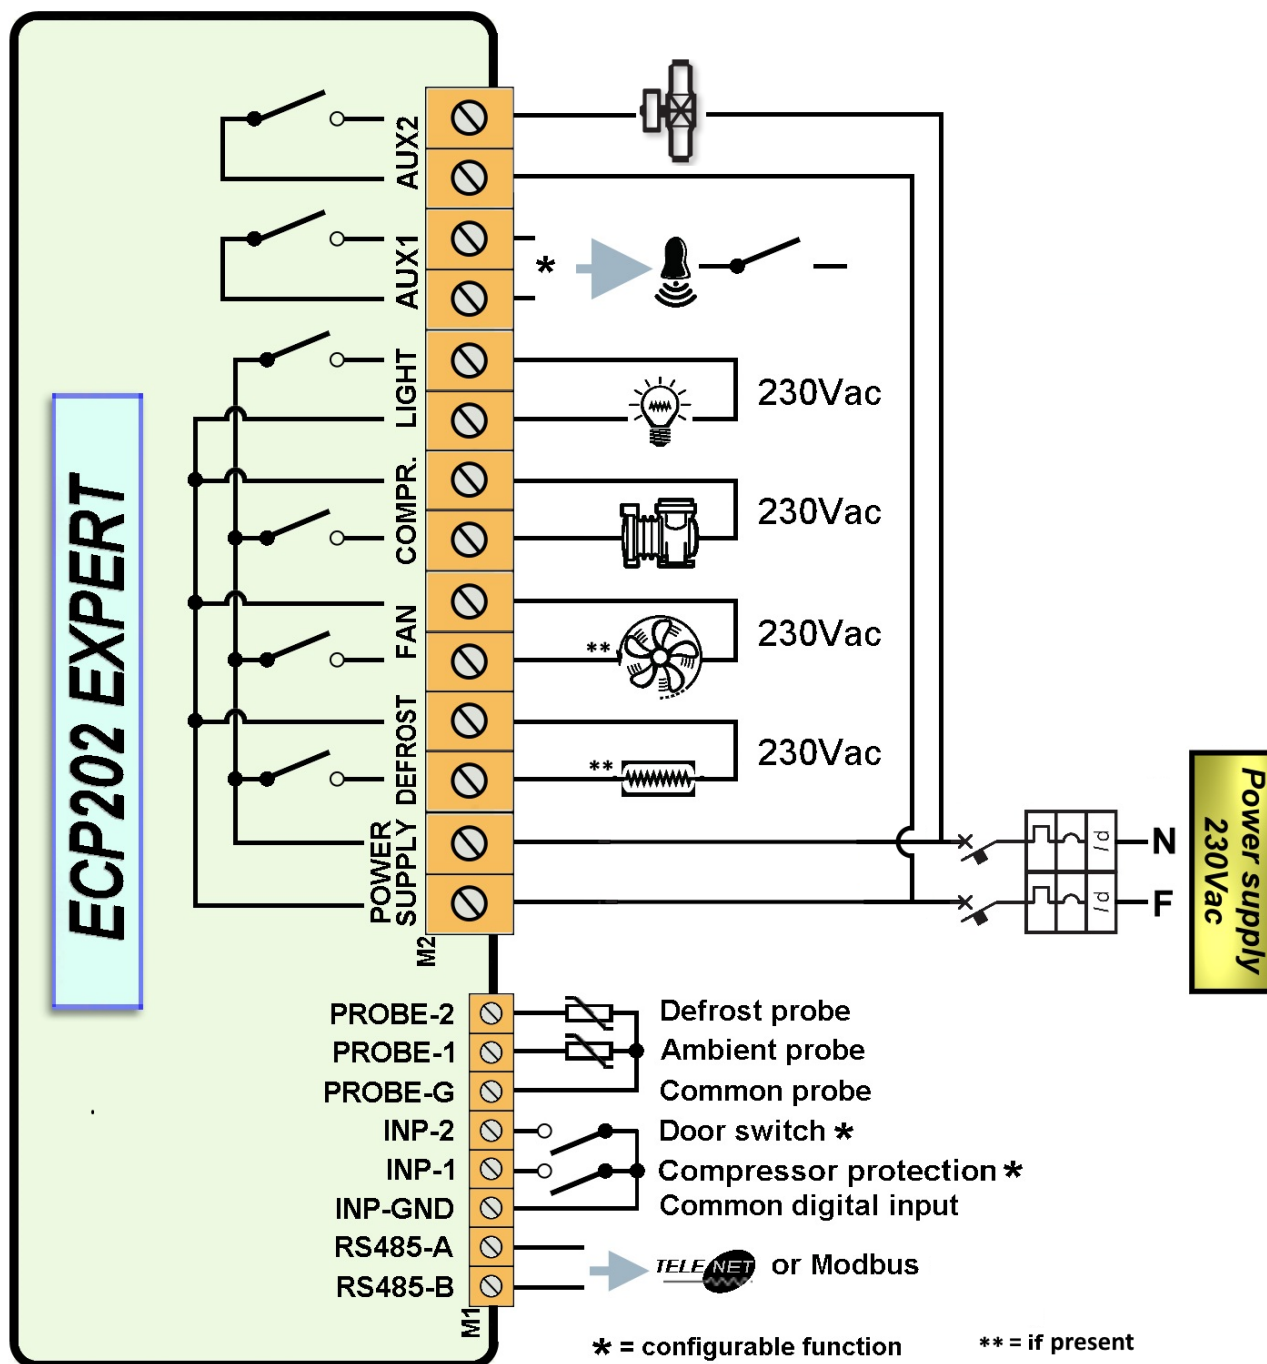 ECP202 EXPERT
AUX2
AUX1
*
LIGHT
230Vac
COMPR.
230Vac
FAN
**
230Vac
DEFROST
**
230Vac
POWER
SUPPLY
M2
N
F
Id
Id
Power supply
230Vac
PROBE-2 Defrost probe
PROBE-1 Ambient probe
PROBE-G Common probe
INP-2 Door switch *
INP-1 Compressor protection *
INP-GND Common digital input
RS485-A
TELENET or Modbus
RS485-B
M1
* = configurable function ** = if present